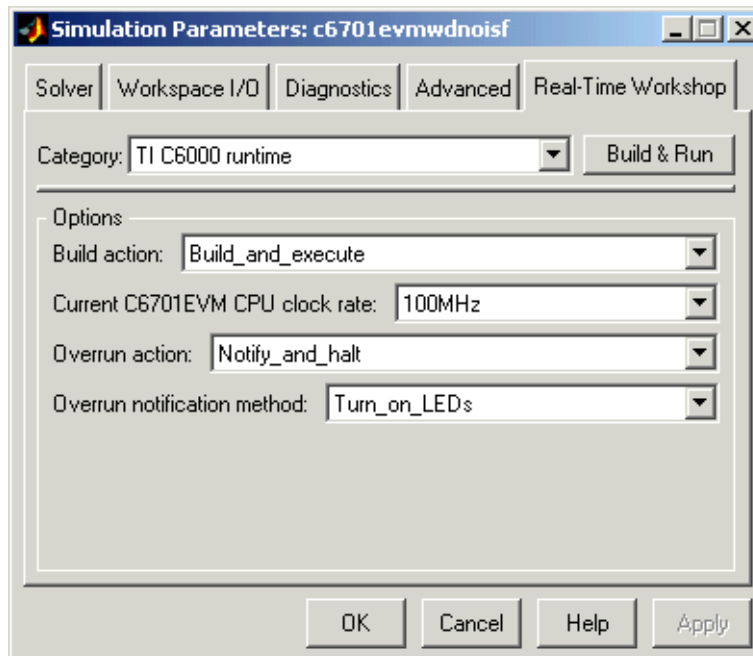 Simulation Parameters: c6701evmwdnoisf
Solver Workspace I/O Diagnostics Advanced Real-Time Workshop
Category: TI C6000 runtime Build & Run
Options
Build action: Build_and_execute
Current C6701EVM CPU clock rate: 100MHz
Overrun action: Notify_and_halt
Overrun notification method: Turn_on_LEDs
OK Cancel Help Apply